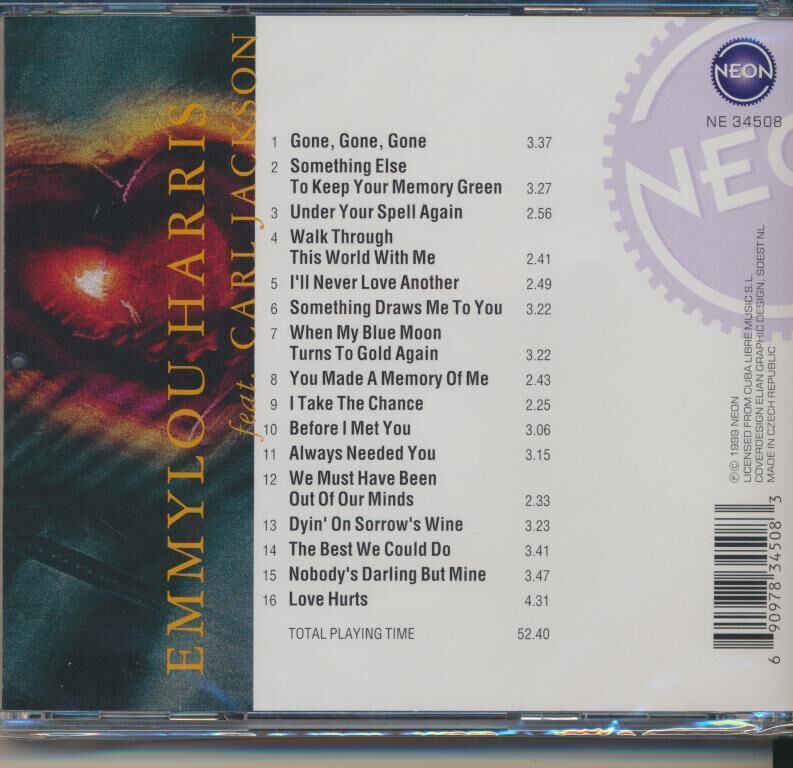 EMMYLOU HARRIS
feat. CARL JACKSON
NEON
NE 34508
NEO
1 Gone, Gone, Gone 3.37
2 Something Else
To Keep Your Memory Green 3.27
3 Under Your Spell Again 2.56
4 Walk Through
This World With Me 2.41
5 I'll Never Love Another 2.49
6 Something Draws Me To You 3.22
7 When My Blue Moon
Turns To Gold Again 3.22
8 You Made A Memory Of Me 2.43
9 I Take The Chance 2.25
10 Before I Met You 3.06
11 Always Needed You 3.15
12 We Must Have Been
Out Of Our Minds 2.33
13 Dyin' On Sorrow's Wine 3.23
14 The Best We Could Do 3.41
15 Nobody's Darling But Mine 3.47
16 Love Hurts 4.31
TOTAL PLAYING TIME 52.40
℗© 1999 NEON
LICENSED FROM CUBA LIBRE MUSIC S.L.
COVERDESIGN ELIAN GRAPHIC DESIGN, SOEST NL
MADE IN CZECH REPUBLIC
6 90978 34508 3